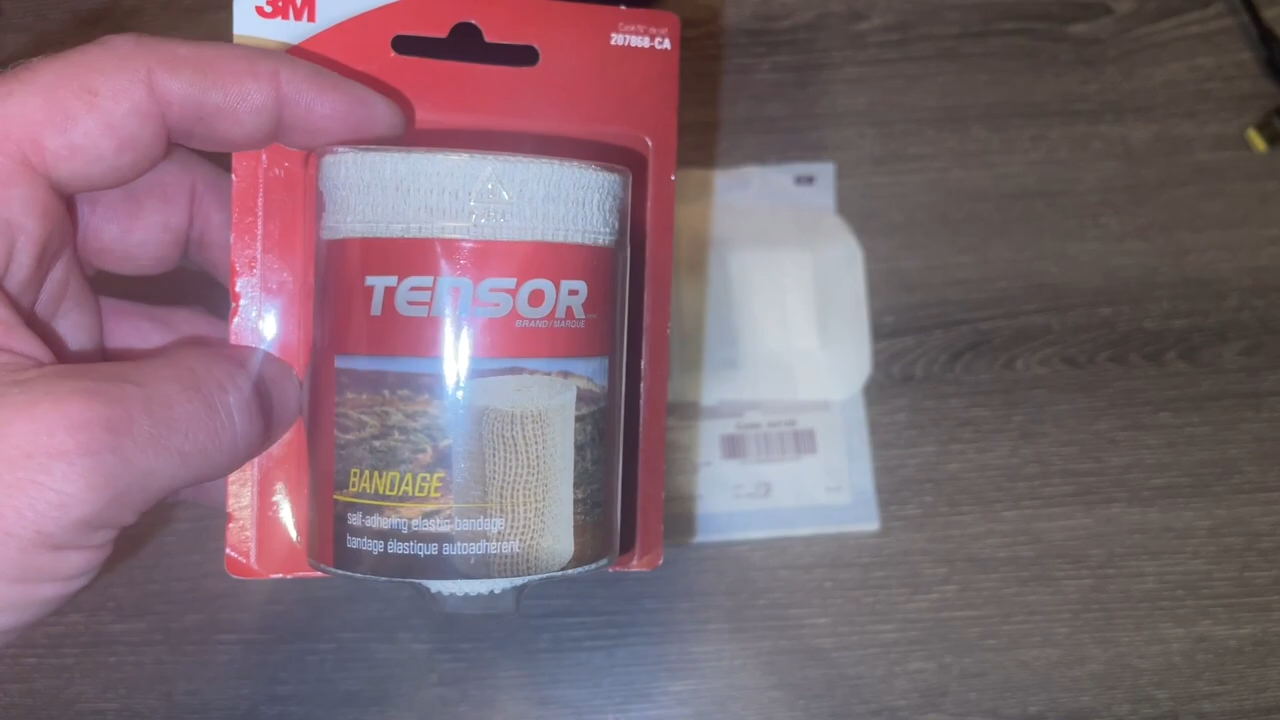 3M
207868-CA
TENSOR
BRAND/MARQUE
BANDAGE
self-adhering elastic bandage
bandage élastique autoadhérent